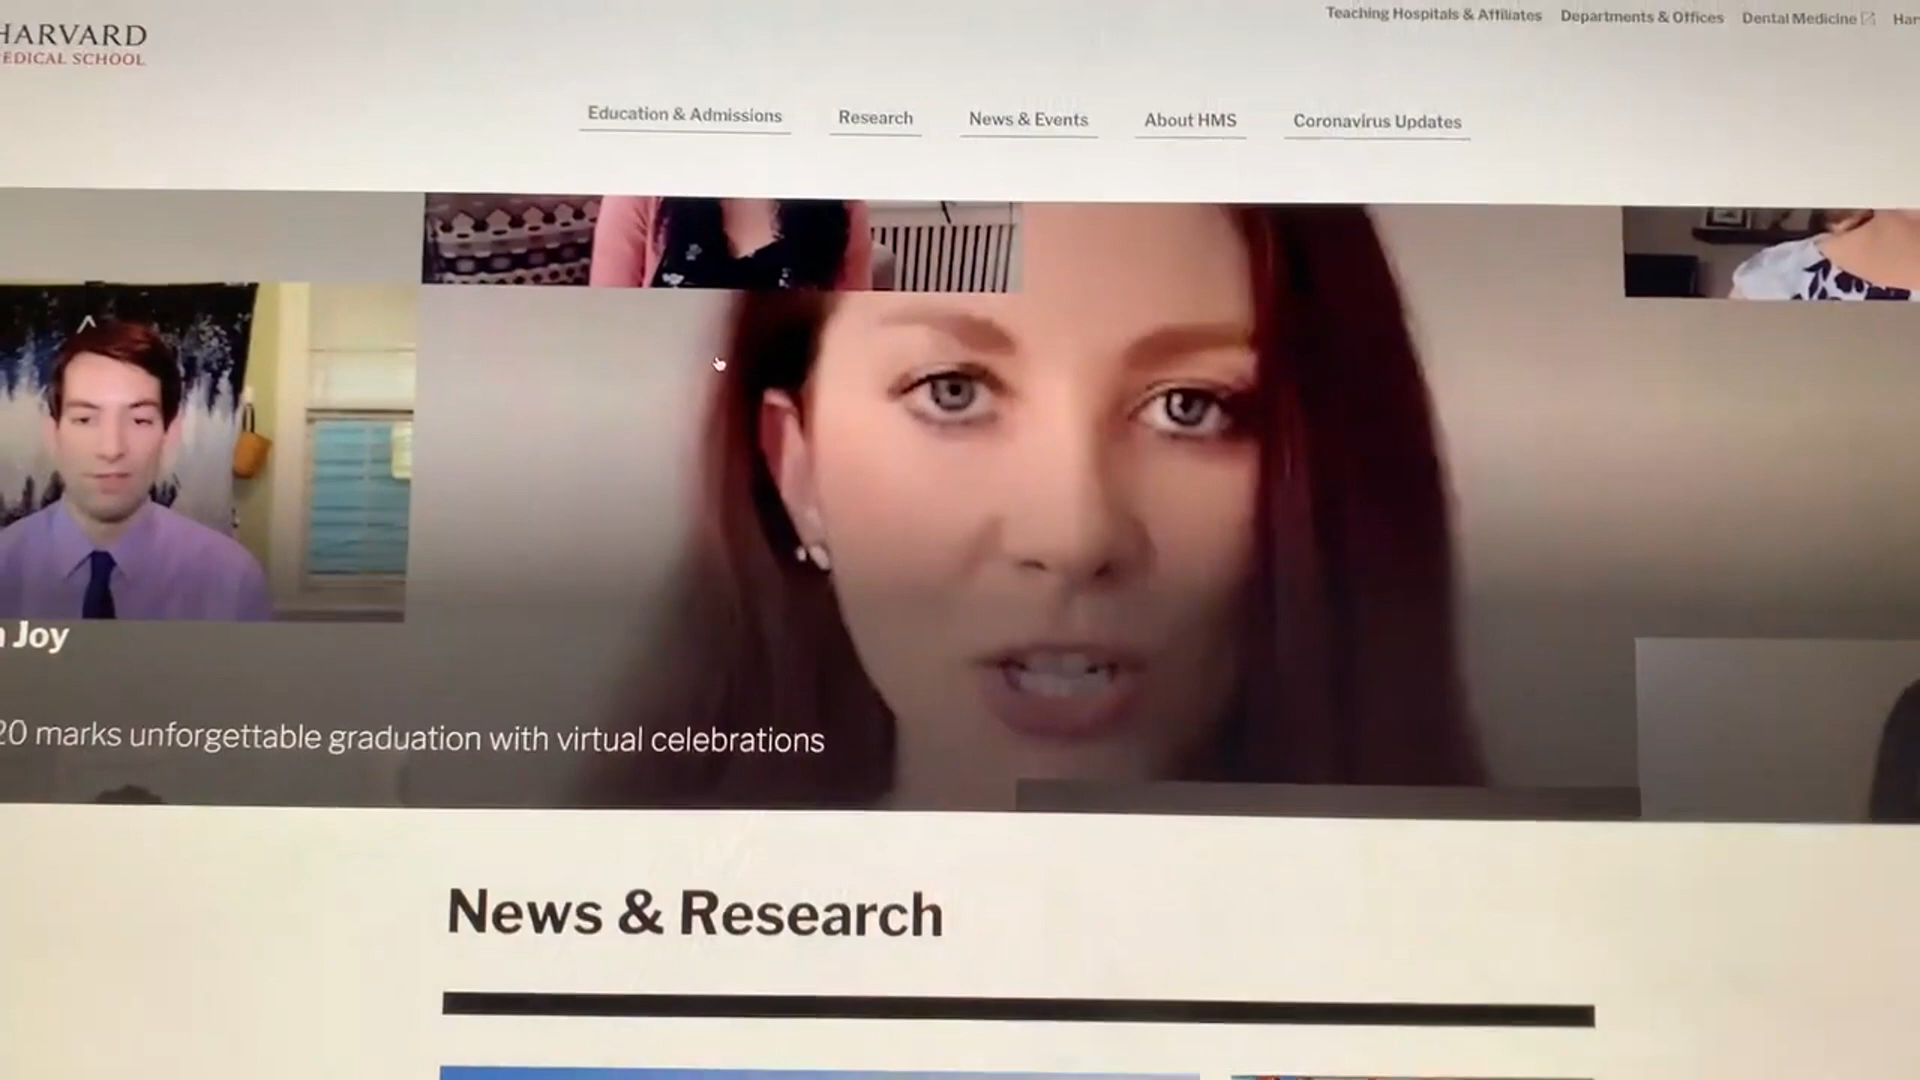 HARVARD
EDICAL SCHOOL
Teaching Hospitals & Affiliates Departments & Offices Dental Medicine Har
Education & Admissions Research News & Events About HMS Coronavirus Updates
Joy
20 marks unforgettable graduation with virtual celebrations
News & Research